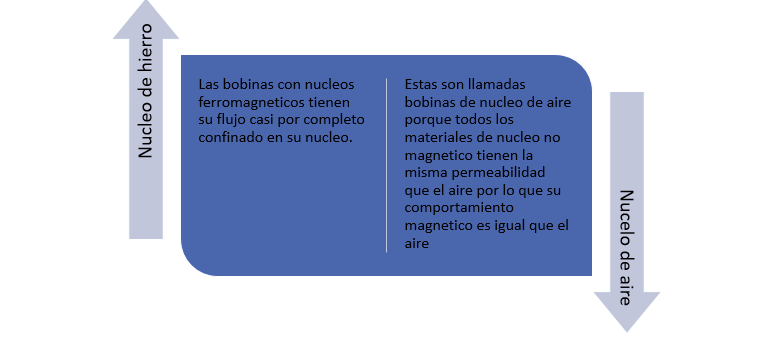 Nucleo de hierro
Las bobinas con nucleos
ferromagneticos tienen
su flujo casi por completo
confinado en su nucleo.
Estas son llamadas
bobinas de nucleo de aire
porque todos los
materiales de nucleo no
magnetico tienen la
misma permeabilidad
que el aire por lo que su
comportamiento
magnetico es igual que el
aire
Nucelo de aire